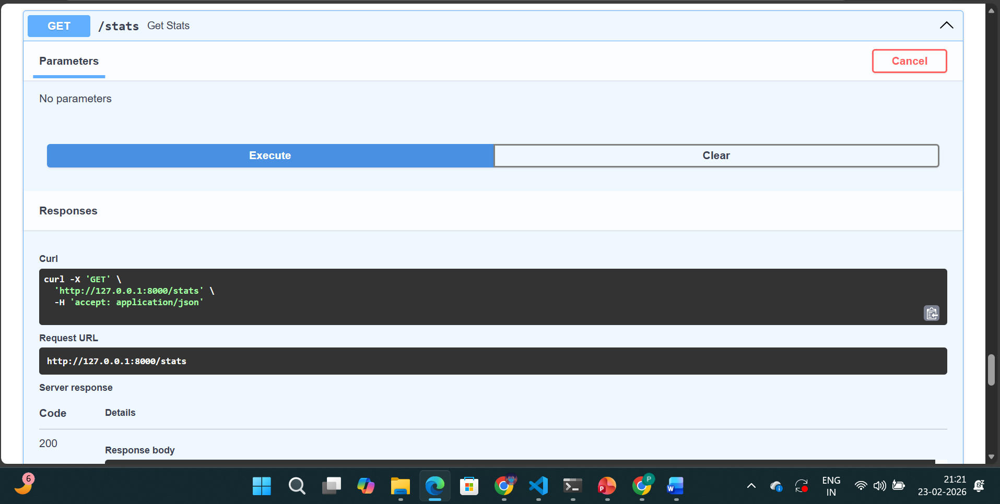 GET /stats Get Stats
Parameters
Cancel
No parameters
Execute
Clear
Responses
Curl
curl -X 'GET' \
'http://127.0.0.1:8000/stats' \
-H 'accept: application/json'
Request URL
http://127.0.0.1:8000/stats
Server response
Code Details
200
Response body
6
P
P
W
ENG
IN
21:21
23-02-2026